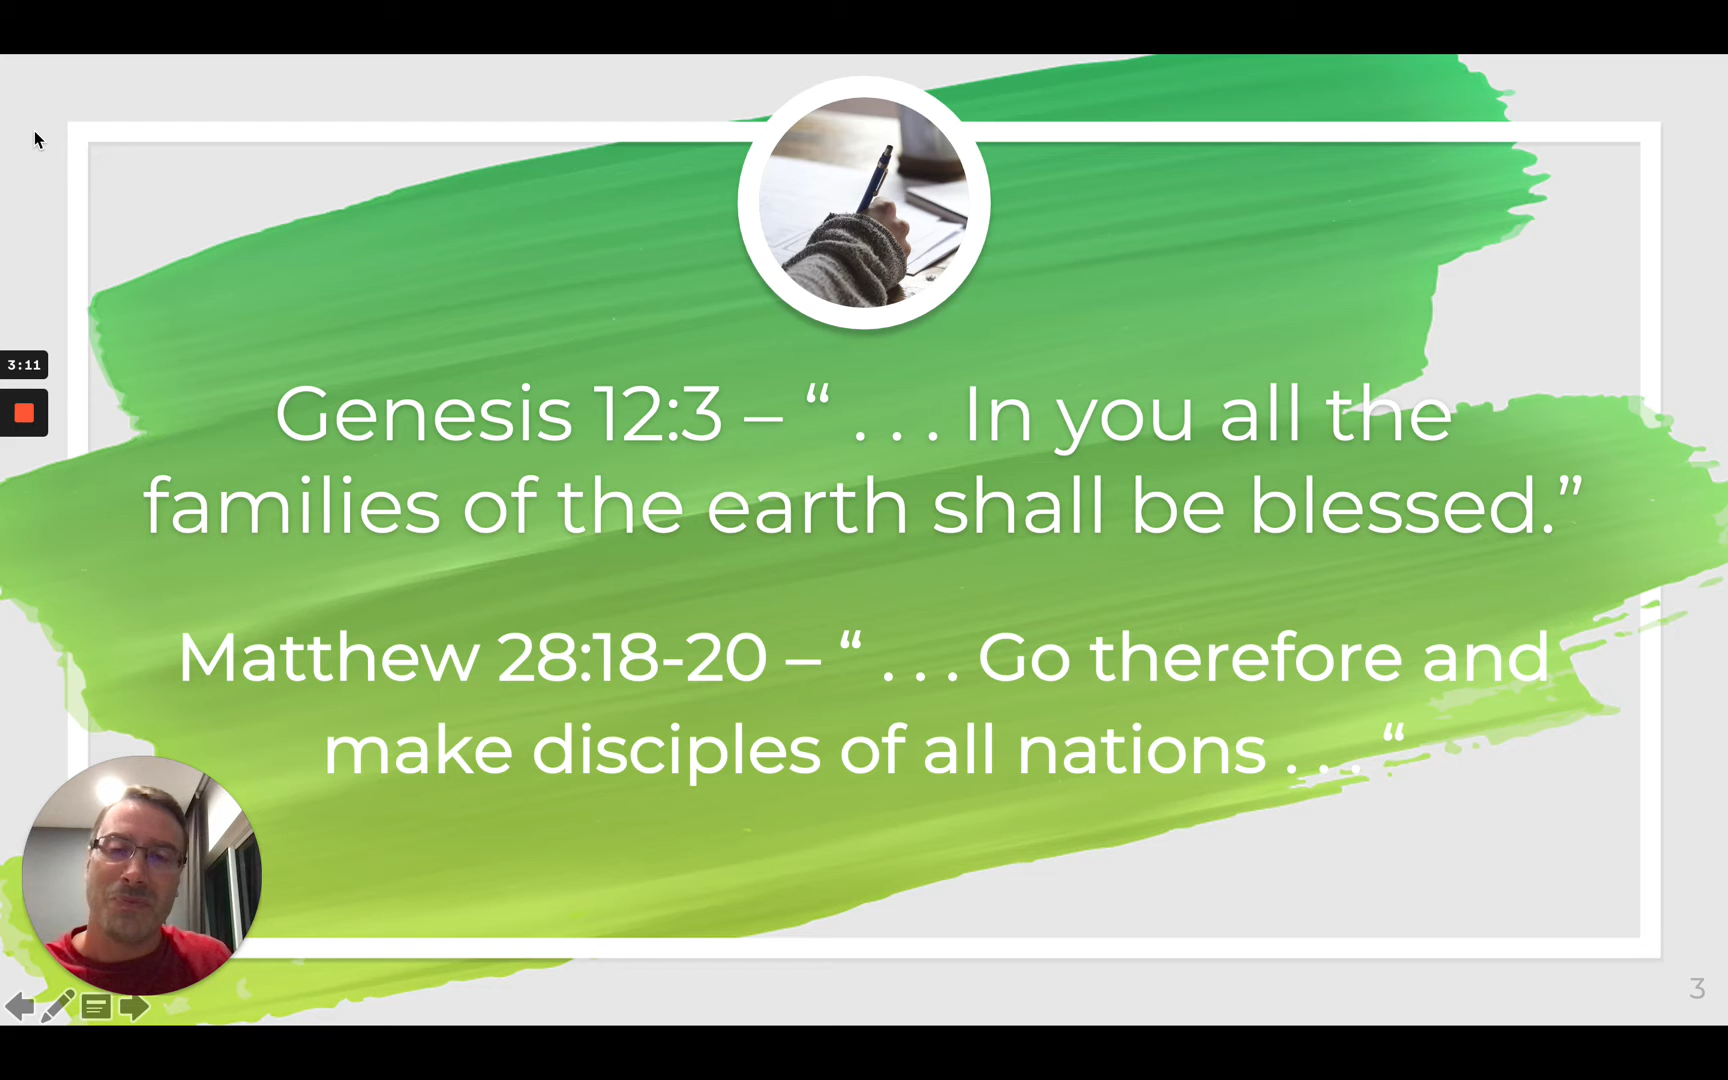 3:11
Genesis 12:3 – “ . . . In you all the
families of the earth shall be blessed.”
Matthew 28:18-20 – “ . . . Go therefore and
make disciples of all nations . . . “
3